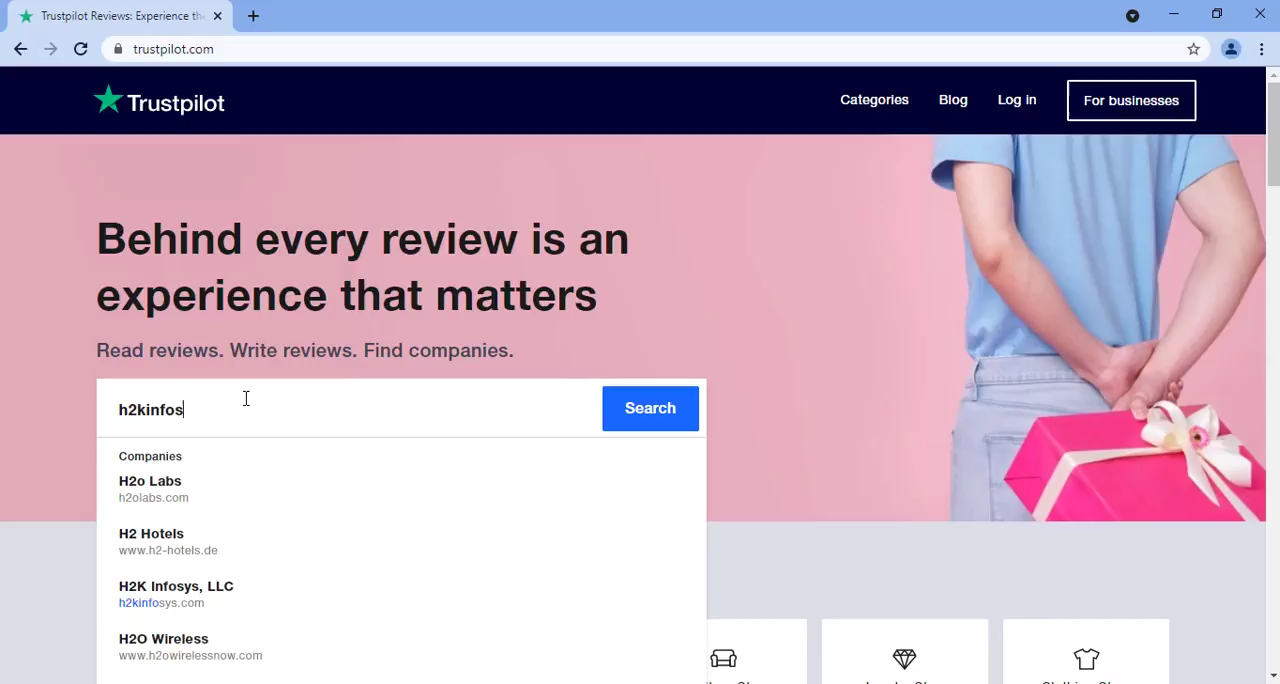 Trustpilot Reviews: Experience the
trustpilot.com
Trustpilot
Categories
Blog
Log in
For businesses
Behind every review is an
experience that matters
Read reviews. Write reviews. Find companies.
h2kinfos
Search
Companies
H2o Labs
h2olabs.com
H2 Hotels
www.h2-hotels.de
H2K Infosys, LLC
h2kinfosys.com
H2O Wireless
www.h2owirelessnow.com